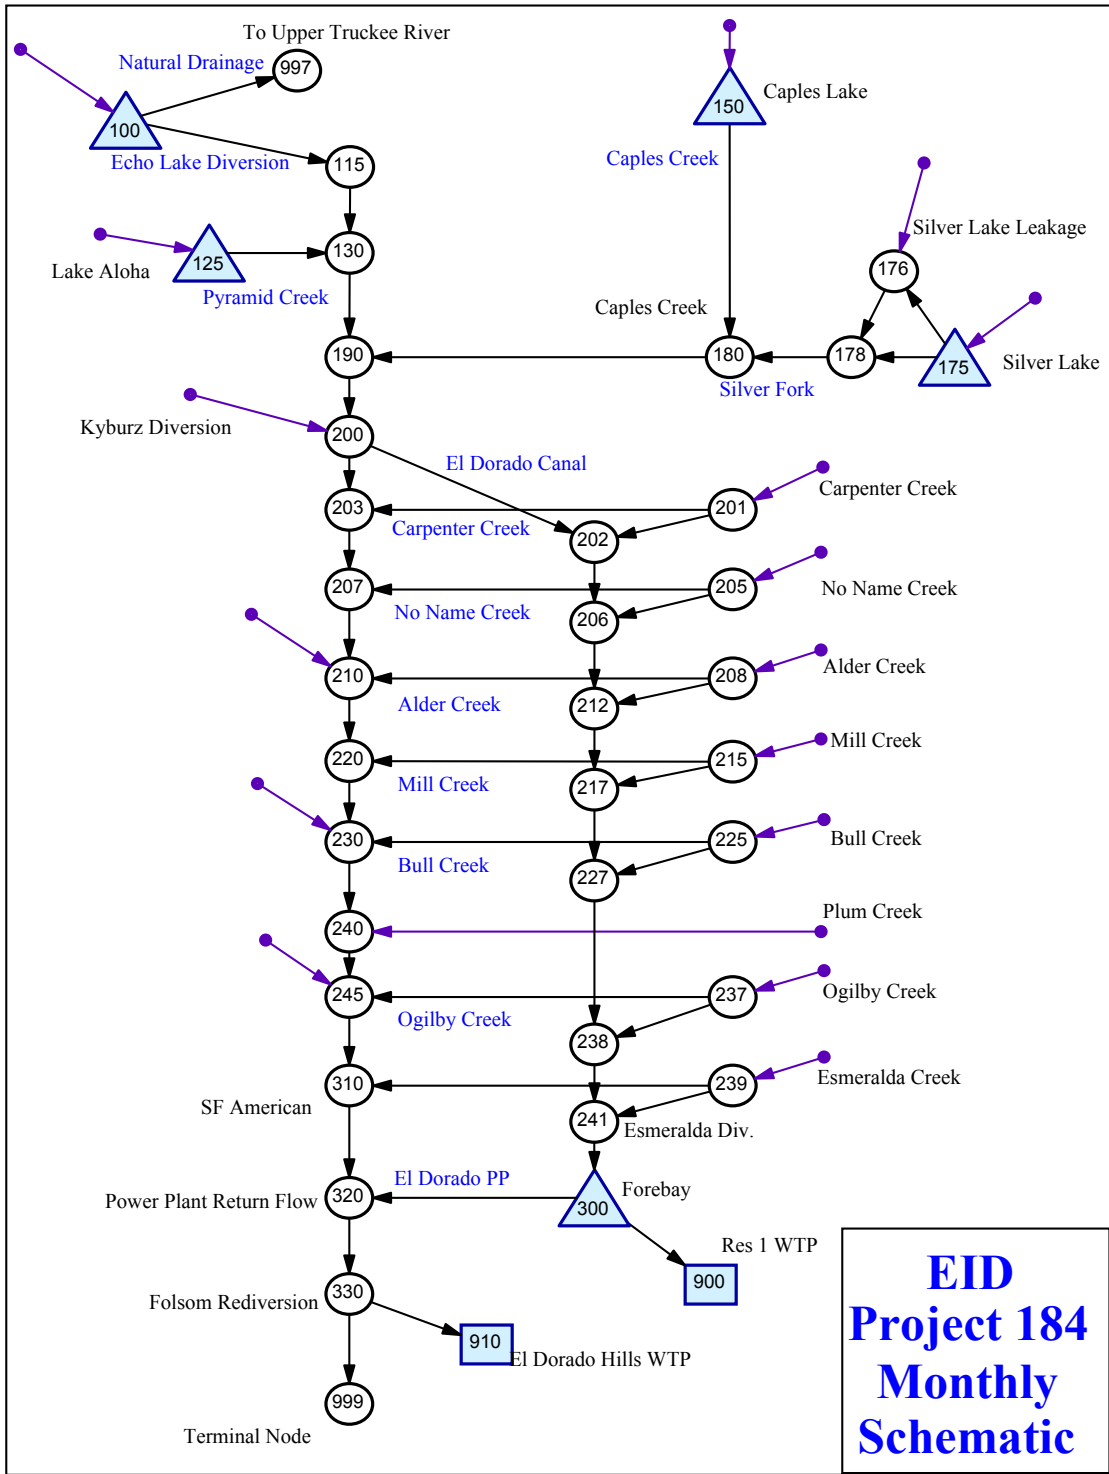 To Upper Truckee River
Natural Drainage
997
Caples Lake
150
100
Echo Lake Diversion
Caples Creek
115
Silver Lake Leakage
Lake Aloha
125
130
176
Pyramid Creek
Caples Creek
190
180
178
175
Silver Lake
Silver Fork
Kyburz Diversion
200
El Dorado Canal
Carpenter Creek
203
201
Carpenter Creek
202
207
205
No Name Creek
No Name Creek
206
210
208
Alder Creek
Alder Creek
212
220
215
Mill Creek
Mill Creek
217
230
225
Bull Creek
Bull Creek
227
Plum Creek
240
245
237
Ogilby Creek
Ogilby Creek
238
310
239
Esmeralda Creek
SF American
241
Esmeralda Div.
El Dorado PP
Forebay
Power Plant Return Flow
320
300
Res 1 WTP
900
Folsom Rediversion
330
910
El Dorado Hills WTP
999
Terminal Node
EID
Project 184
Monthly
Schematic